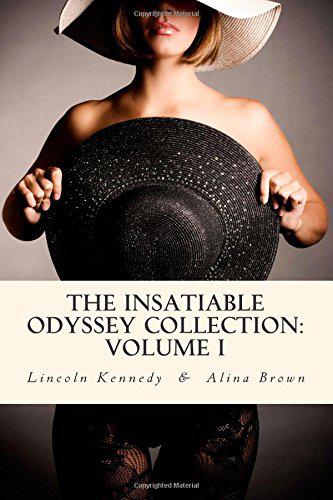 THE INSATIABLE
ODYSSEY COLLECTION:
VOLUME I
Lincoln Kennedy & Alina Brown